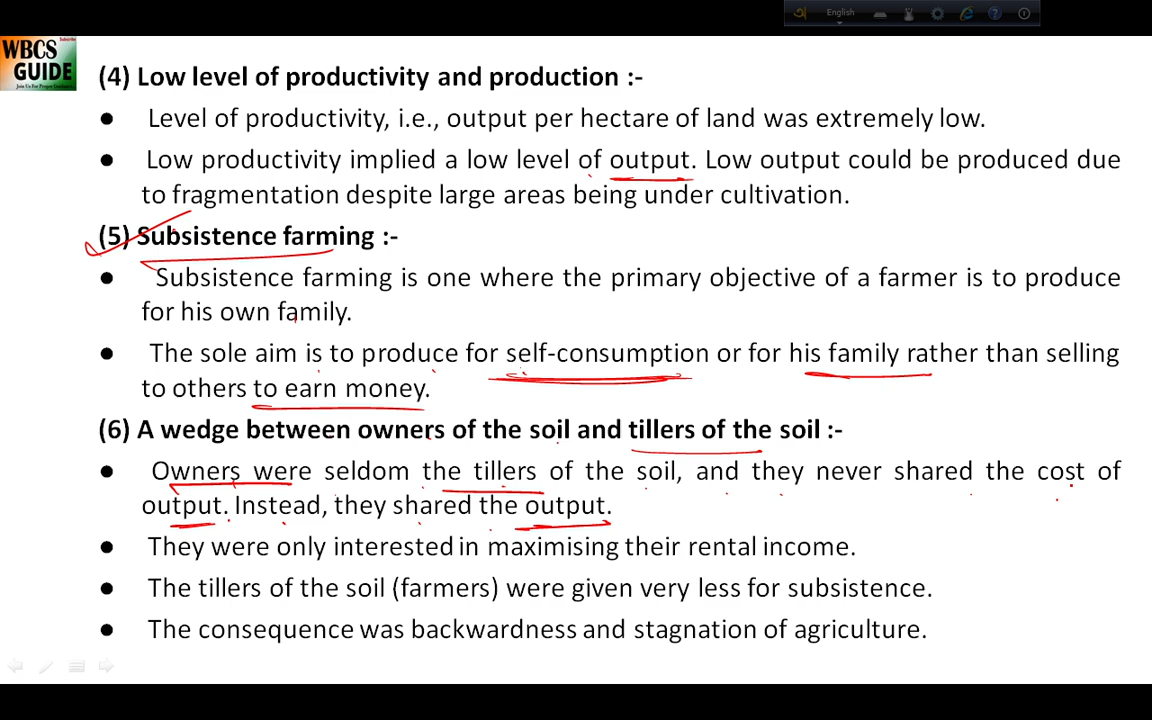 English
Subscribe
WBCS
GUIDE
(4) Low level of productivity and production :-
● Level of productivity, i.e., output per hectare of land was extremely low.
● Low productivity implied a low level of output. Low output could be produced due
to fragmentation despite large areas being under cultivation.
(5) Subsistence farming :-
● Subsistence farming is one where the primary objective of a farmer is to produce
for his own family.
● The sole aim is to produce for self-consumption or for his family rather than selling
to others to earn money.
(6) A wedge between owners of the soil and tillers of the soil :-
● Owners were seldom the tillers of the soil, and they never shared the cost of
output. Instead, they shared the output.
● They were only interested in maximising their rental income.
● The tillers of the soil (farmers) were given very less for subsistence.
● The consequence was backwardness and stagnation of agriculture.